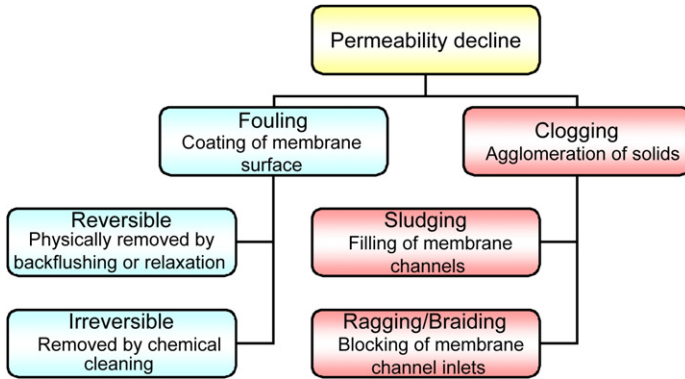 Permeability decline
Fouling
Coating of membrane
surface
Clogging
Agglomeration of solids
Reversible
Physically removed by
backflushing or relaxation
Sludging
Filling of membrane
channels
Irreversible
Removed by chemical
cleaning
Ragging/Braiding
Blocking of membrane
channel inlets